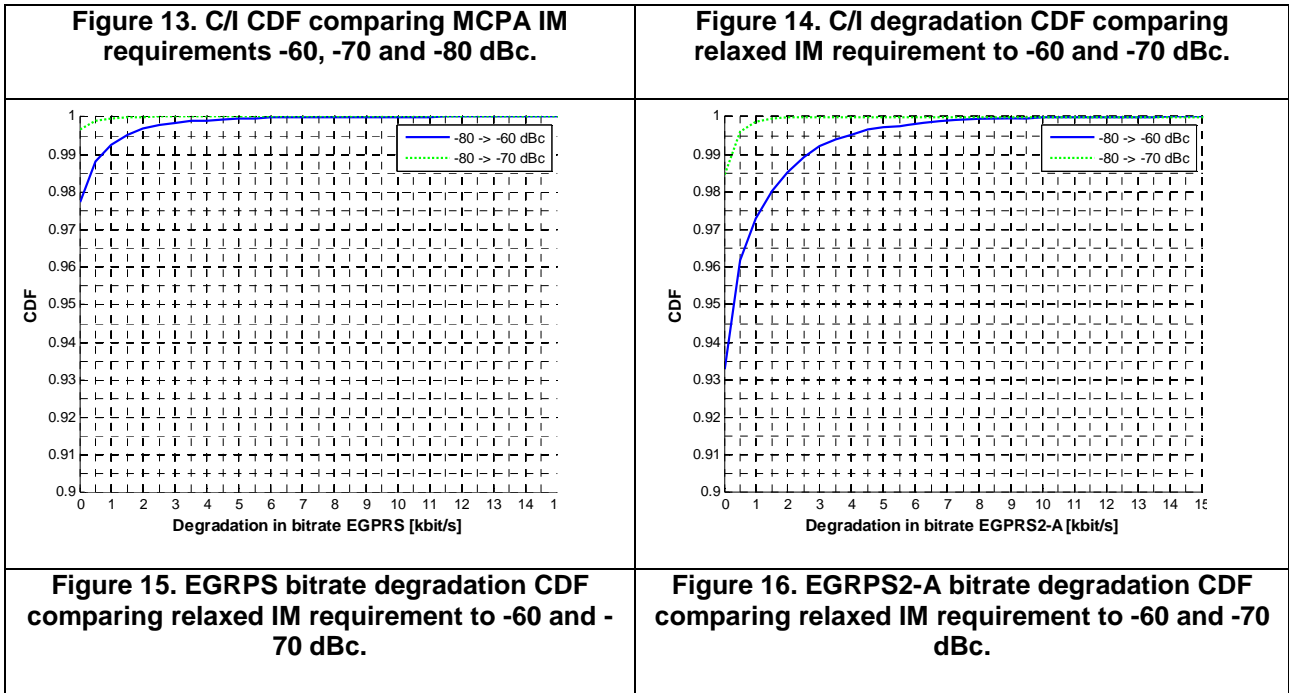 Figure 13. C/I CDF comparing MCPA IM
requirements -60, -70 and -80 dBc.
Figure 14. C/I degradation CDF comparing
relaxed IM requirement to -60 and -70 dBc.
1
0.99
0.98
0.97
0.96
0.95
0.94
0.93
0.92
0.91
0.9
CDF
-80 -> -60 dBc
-80 -> -70 dBc
0 1 2 3 4 5 6 7 8 9 10 11 12 13 14 1
Degradation in bitrate EGPRS [kbit/s]
1
0.99
0.98
0.97
0.96
0.95
0.94
0.93
0.92
0.91
0.9
CDF
-80 -> -60 dBc
-80 -> -70 dBc
0 1 2 3 4 5 6 7 8 9 10 11 12 13 14 15
Degradation in bitrate EGPRS2-A [kbit/s]
Figure 15. EGRPS bitrate degradation CDF
comparing relaxed IM requirement to -60 and -
70 dBc.
Figure 16. EGRPS2-A bitrate degradation CDF
comparing relaxed IM requirement to -60 and -70
dBc.